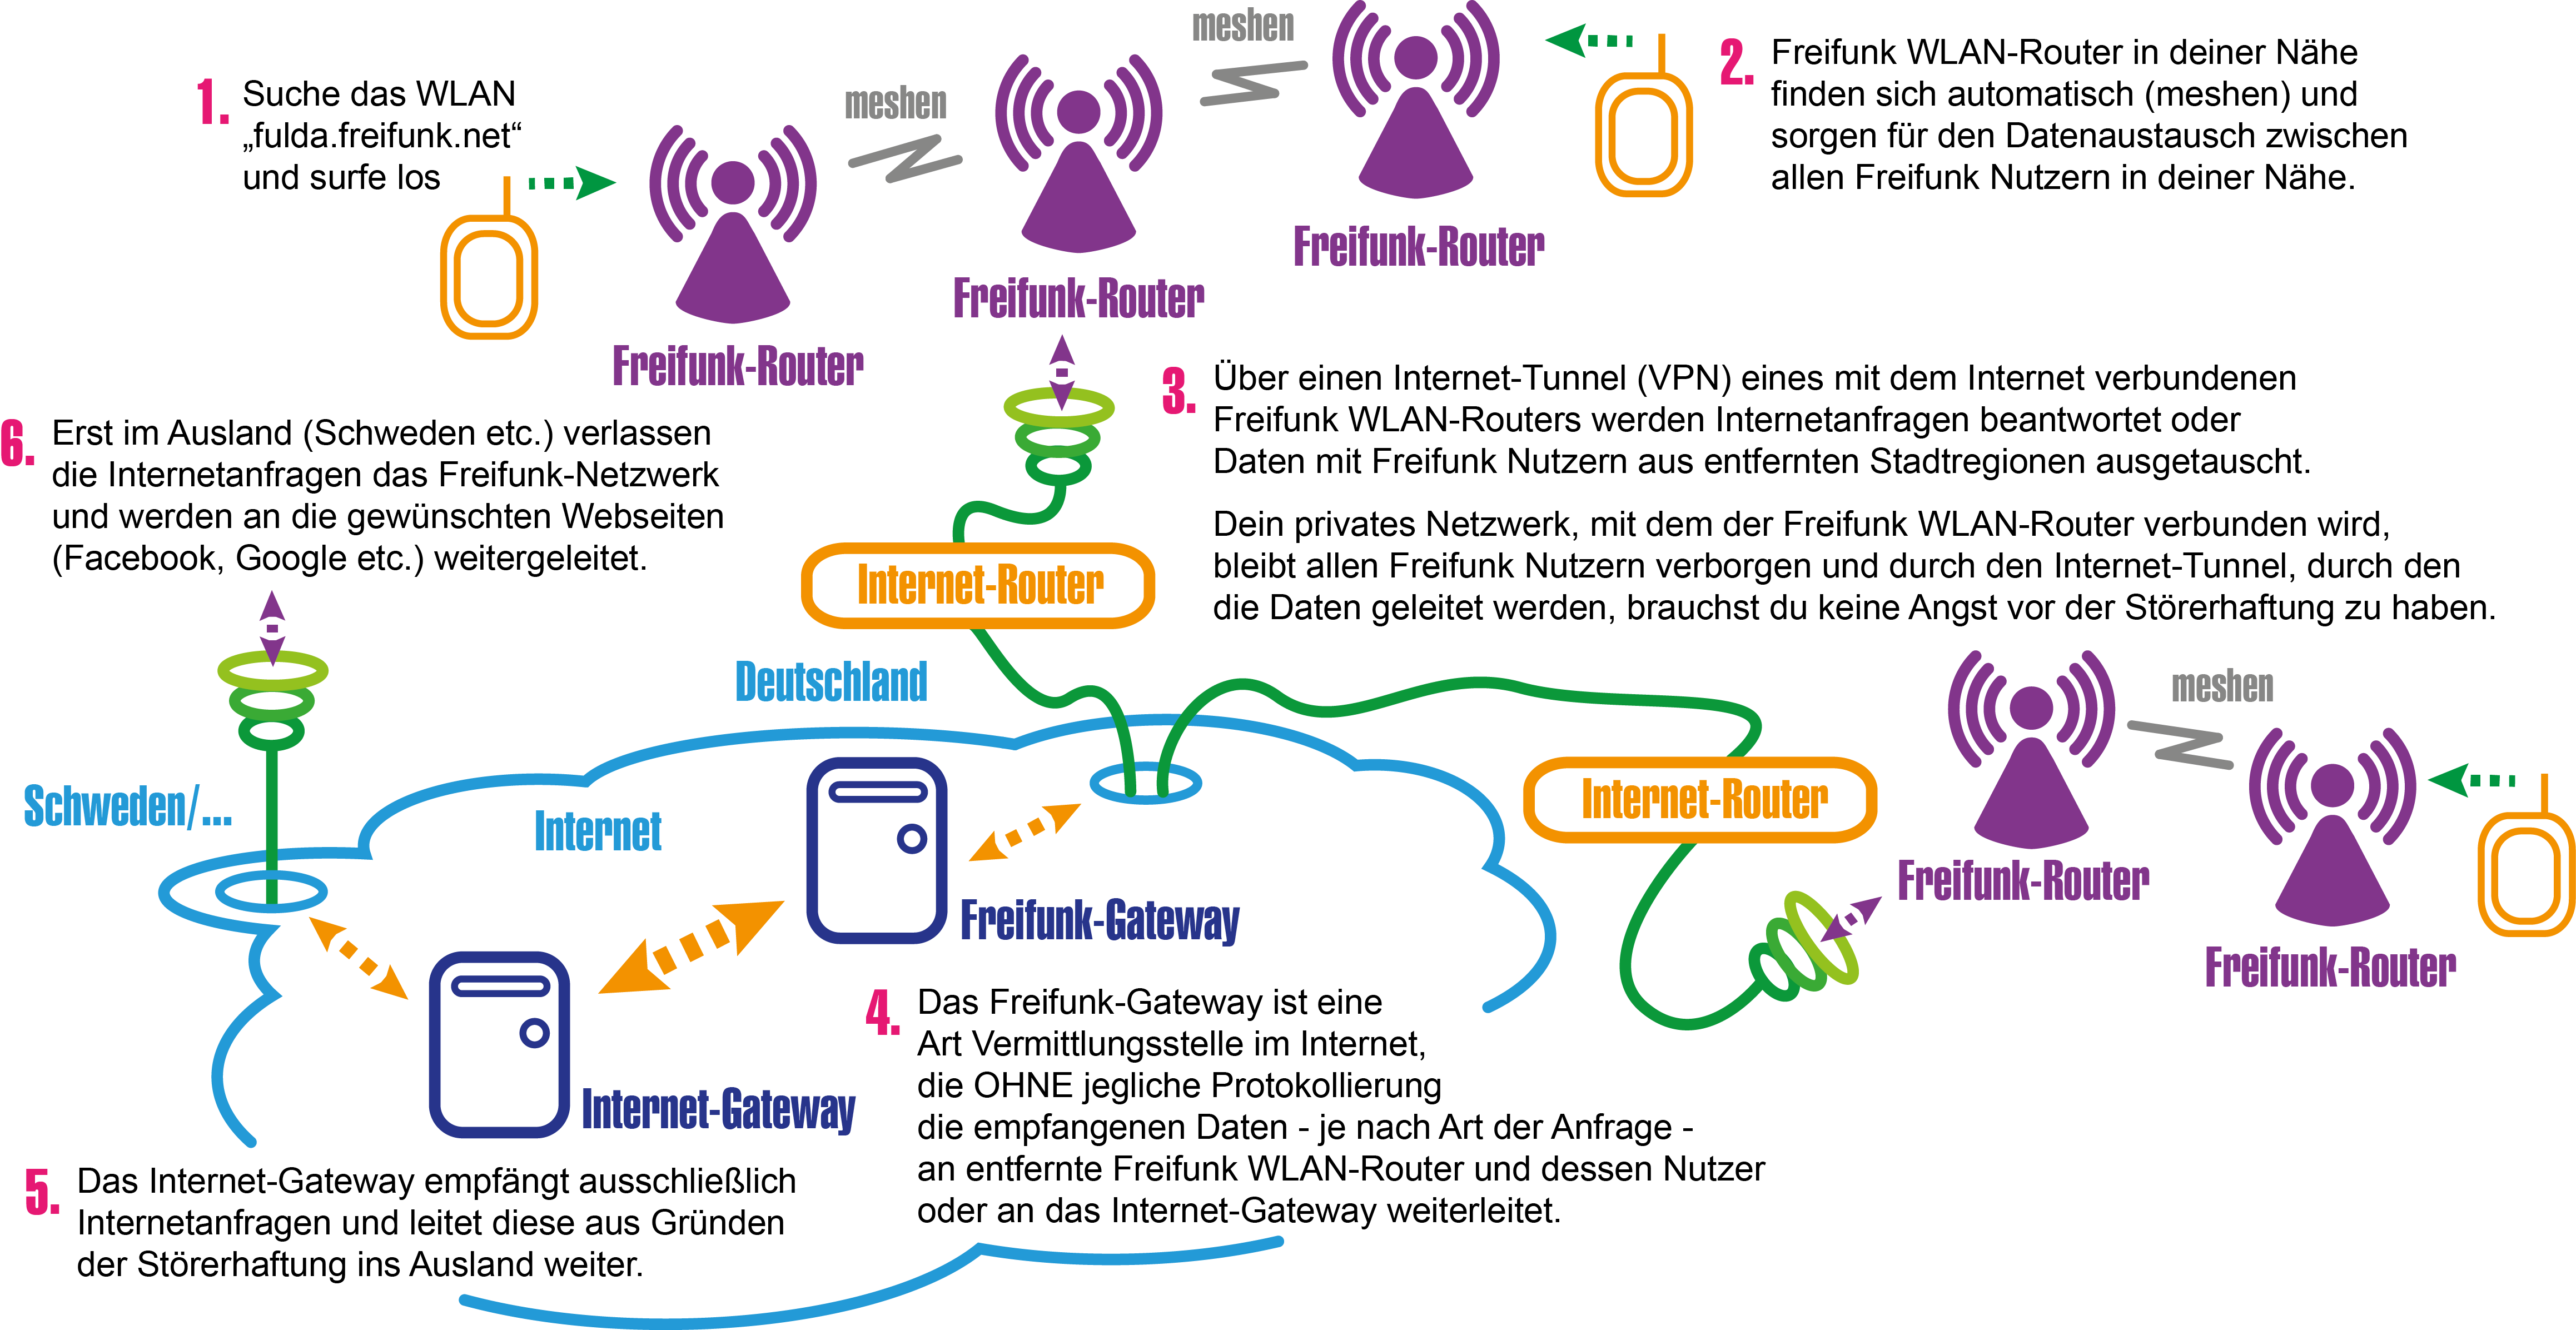 1. Suche das WLAN
„fulda.freifunk.net“
und surfe los
meshen
meshen
Freifunk-Router
Freifunk-Router
Freifunk-Router
2. Freifunk WLAN-Router in deiner Nähe
finden sich automatisch (meshen) und
sorgen für den Datenaustausch zwischen
allen Freifunk Nutzern in deiner Nähe.
3. Über einen Internet-Tunnel (VPN) eines mit dem Internet verbundenen
Freifunk WLAN-Routers werden Internetanfragen beantwortet oder
Daten mit Freifunk Nutzern aus entfernten Stadtregionen ausgetauscht.
Dein privates Netzwerk, mit dem der Freifunk WLAN-Router verbunden wird,
bleibt allen Freifunk Nutzern verborgen und durch den Internet-Tunnel, durch den
die Daten geleitet werden, brauchst du keine Angst vor der Störerhaftung zu haben.
6. Erst im Ausland (Schweden etc.) verlassen
die Internetanfragen das Freifunk-Netzwerk
und werden an die gewünschten Webseiten
(Facebook, Google etc.) weitergeleitet.
Internet-Router
Deutschland
Schweden/...
Internet
Internet-Router
meshen
Freifunk-Router
Freifunk-Router
Freifunk-Gateway
Internet-Gateway
4. Das Freifunk-Gateway ist eine
Art Vermittlungsstelle im Internet,
die OHNE jegliche Protokollierung
die empfangenen Daten - je nach Art der Anfrage -
an entfernte Freifunk WLAN-Router und dessen Nutzer
oder an das Internet-Gateway weiterleitet.
5. Das Internet-Gateway empfängt ausschließlich
Internetanfragen und leitet diese aus Gründen
der Störerhaftung ins Ausland weiter.